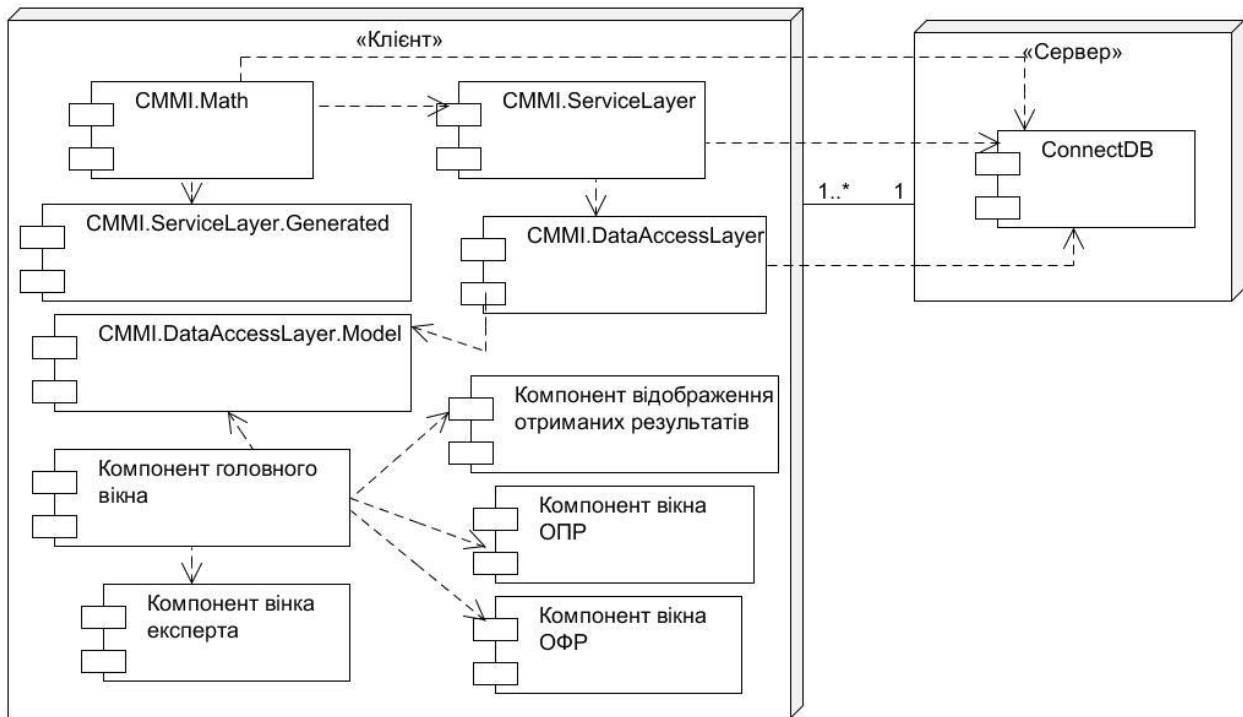 «Клієнт»
«Сервер»
CMMI.Math
CMMI.ServiceLayer
ConnectDB
1..*
1
CMMI.ServiceLayer.Generated
CMMI.DataAccessLayer
CMMI.DataAccessLayer.Model
Компонент відображення
отриманих результатів
Компонент головного
вікна
Компонент вікна
ОПР
Компонент вінка
експерта
Компонент вікна
ОФР